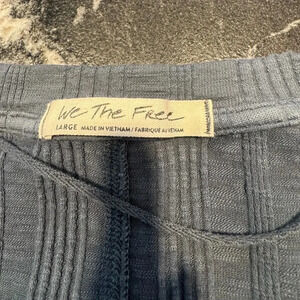 We The Free
LARGE MADE IN VIETNAM / FABRIQUÉ AU VIETNAM